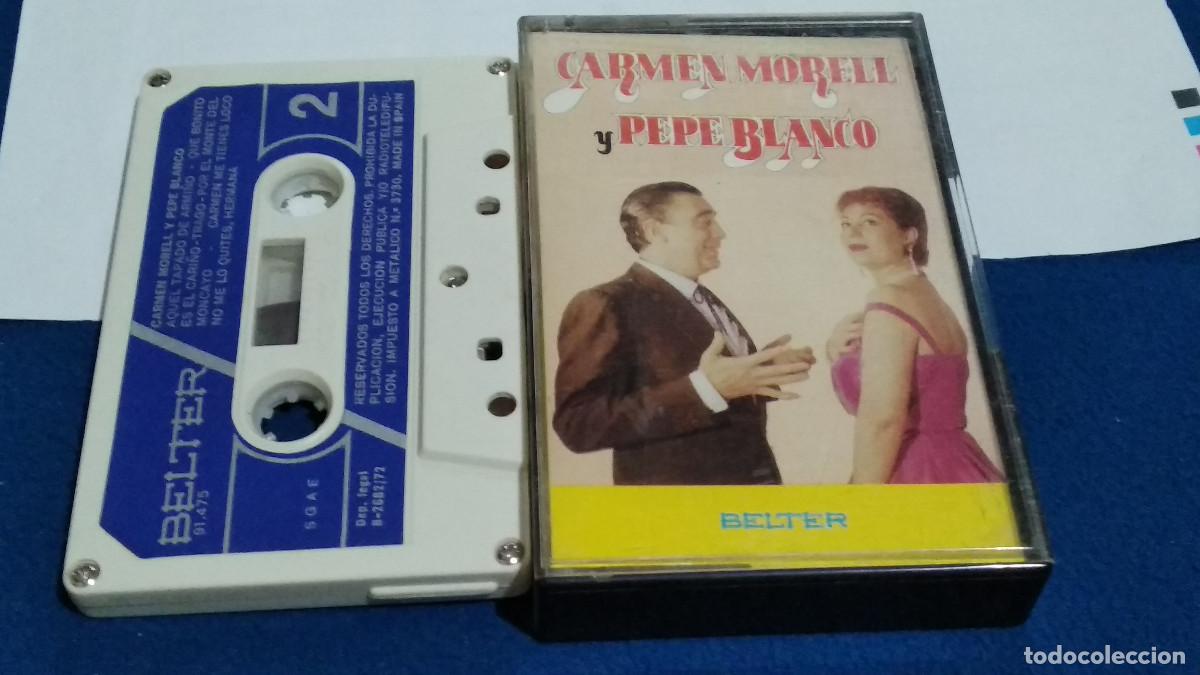 CARMEN MORELL
y PEPE BLANCO
BELTER
2
CARMEN MORELL Y PEPE BLANCO
AQUEL TAPADO DE ARMIÑO - QUE BONITO
ES EL CARIÑO-TRAGO-POR EL MONTE DEL
MONCAYO - CARMEN ME TIENES LOCO
NO ME LO QUITES, HERMANA
BELTER
91.475
RESERVADOS TODOS LOS DERECHOS. PROHIBIDA LA DU-
PLICACION, EJECUCION PUBLICA Y/O RADIOTELEDIFU-
SION. IMPUESTO A METALICO N.º 3730. MADE IN SPAIN
SGAE
Dep. legal
B-2682/72
todocoleccion